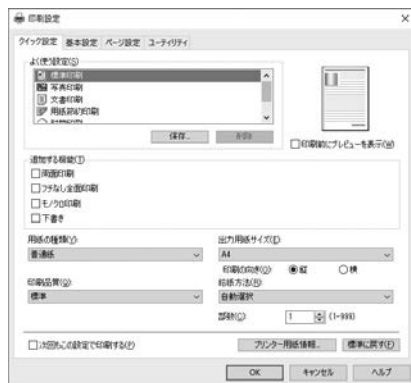 印刷設定
クイック設定 基本設定 ページ設定 ユーティリティ
よく使う設定(S)
標準印刷
写真印刷
文書印刷
用紙節約印刷
保存... 削除
印刷前にプレビューを表示(W)
追加する機能(T)
両面印刷
フチなし全面印刷
モノクロ印刷
下書き
用紙の種類(Y):
普通紙
出力用紙サイズ(Z):
A4
印刷の向き(O): 縦 横
印刷品質(Q):
標準
給紙方法(R):
自動選択
部数(C): 1 (1-999)
次回もこの設定で印刷する(P)
プリンター用紙情報... 標準に戻す(F)
OK キャンセル ヘルプ